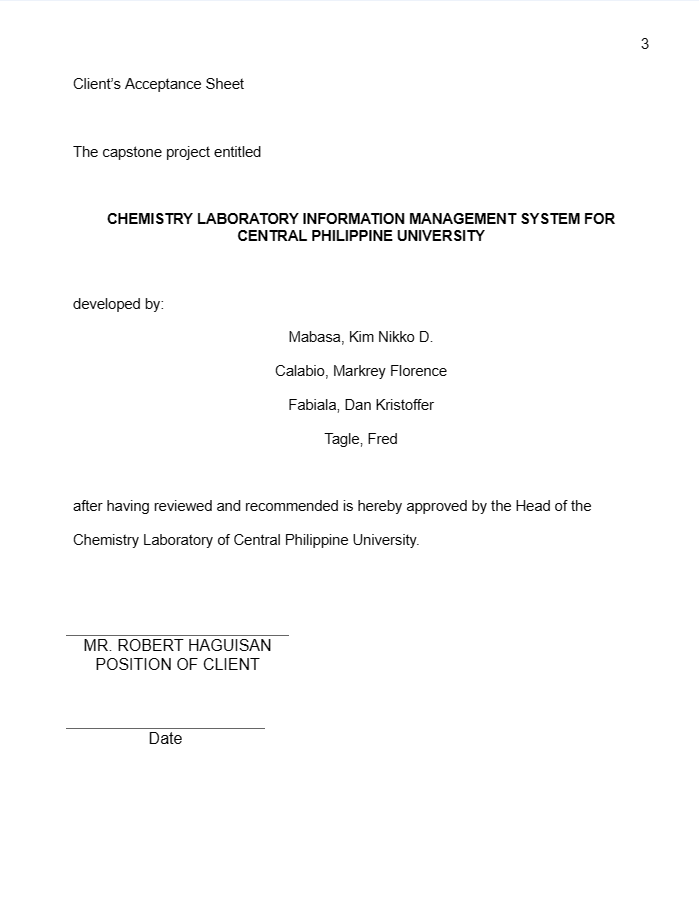 3
Client’s Acceptance Sheet
The capstone project entitled
CHEMISTRY LABORATORY INFORMATION MANAGEMENT SYSTEM FOR
CENTRAL PHILIPPINE UNIVERSITY
developed by:
Mabasa, Kim Nikko D.
Calabio, Markrey Florence
Fabiala, Dan Kristoffer
Tagle, Fred
after having reviewed and recommended is hereby approved by the Head of the
Chemistry Laboratory of Central Philippine University.
MR. ROBERT HAGUISAN
POSITION OF CLIENT
Date